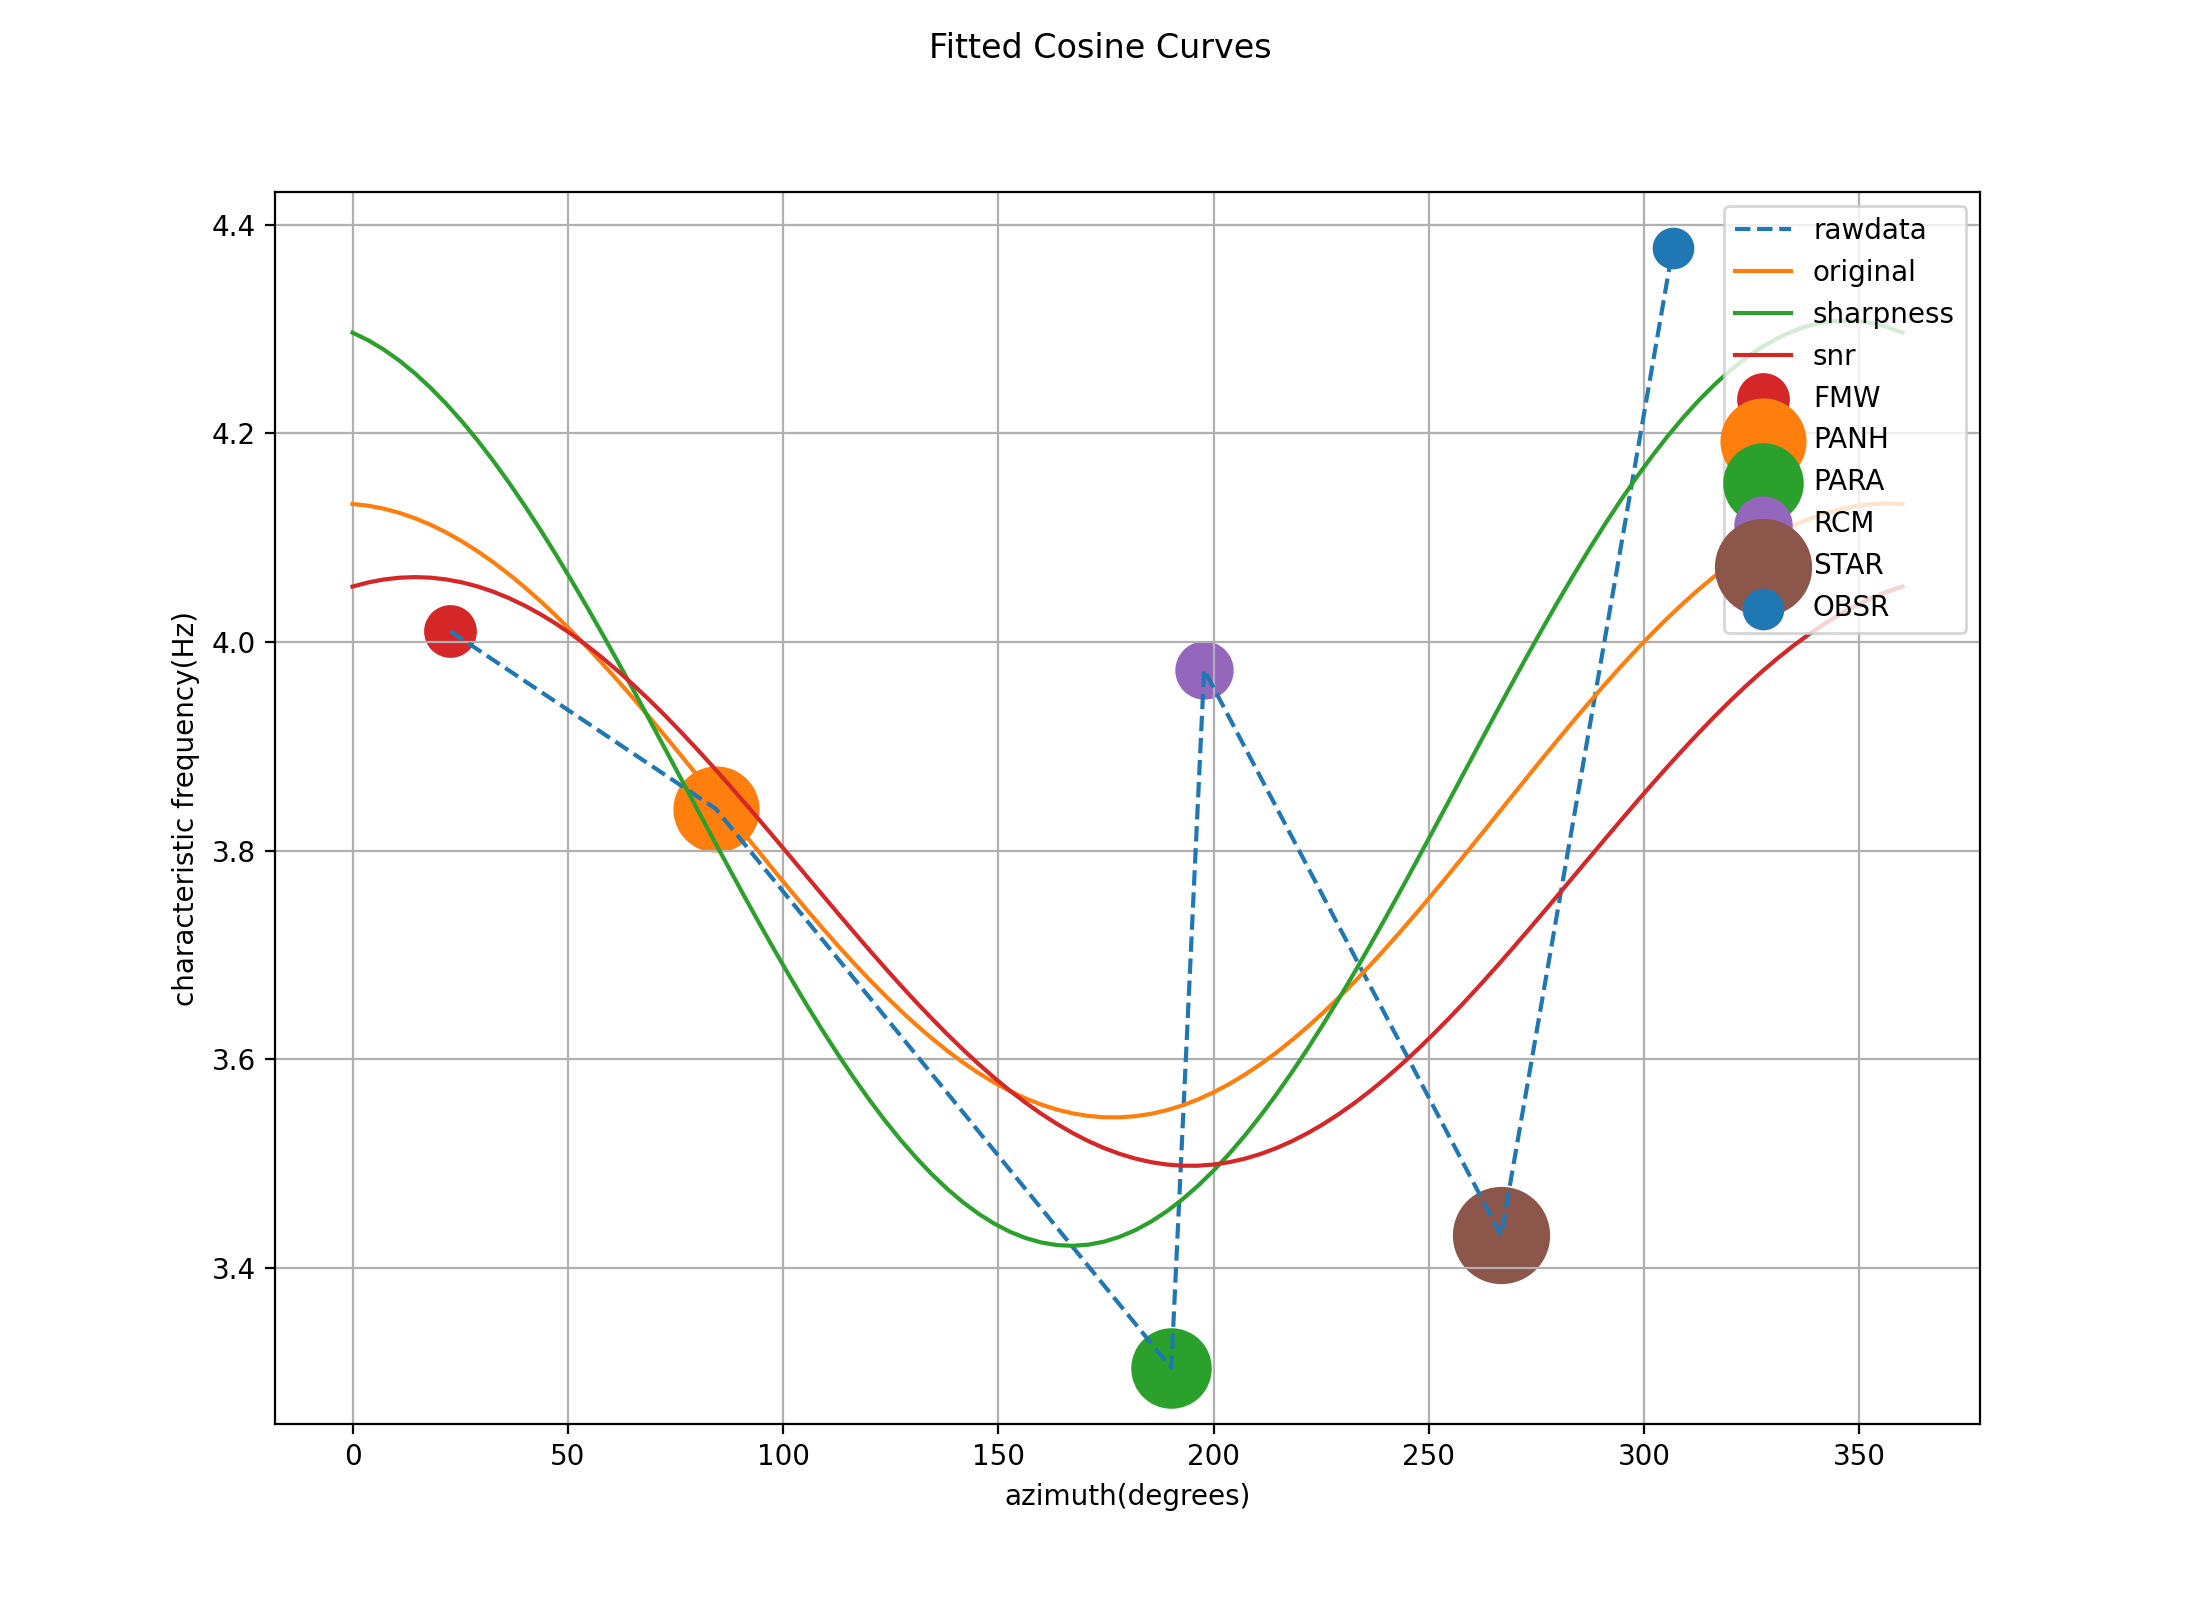 Fitted Cosine Curves
4.4
4.2
4.0
3.8
3.6
3.4
characteristic frequency(Hz)
0 50 100 150 200 250 300 350
azimuth(degrees)
rawdata
original
sharpness
snr
FMW
PANH
PARA
RCM
STAR
OBSR